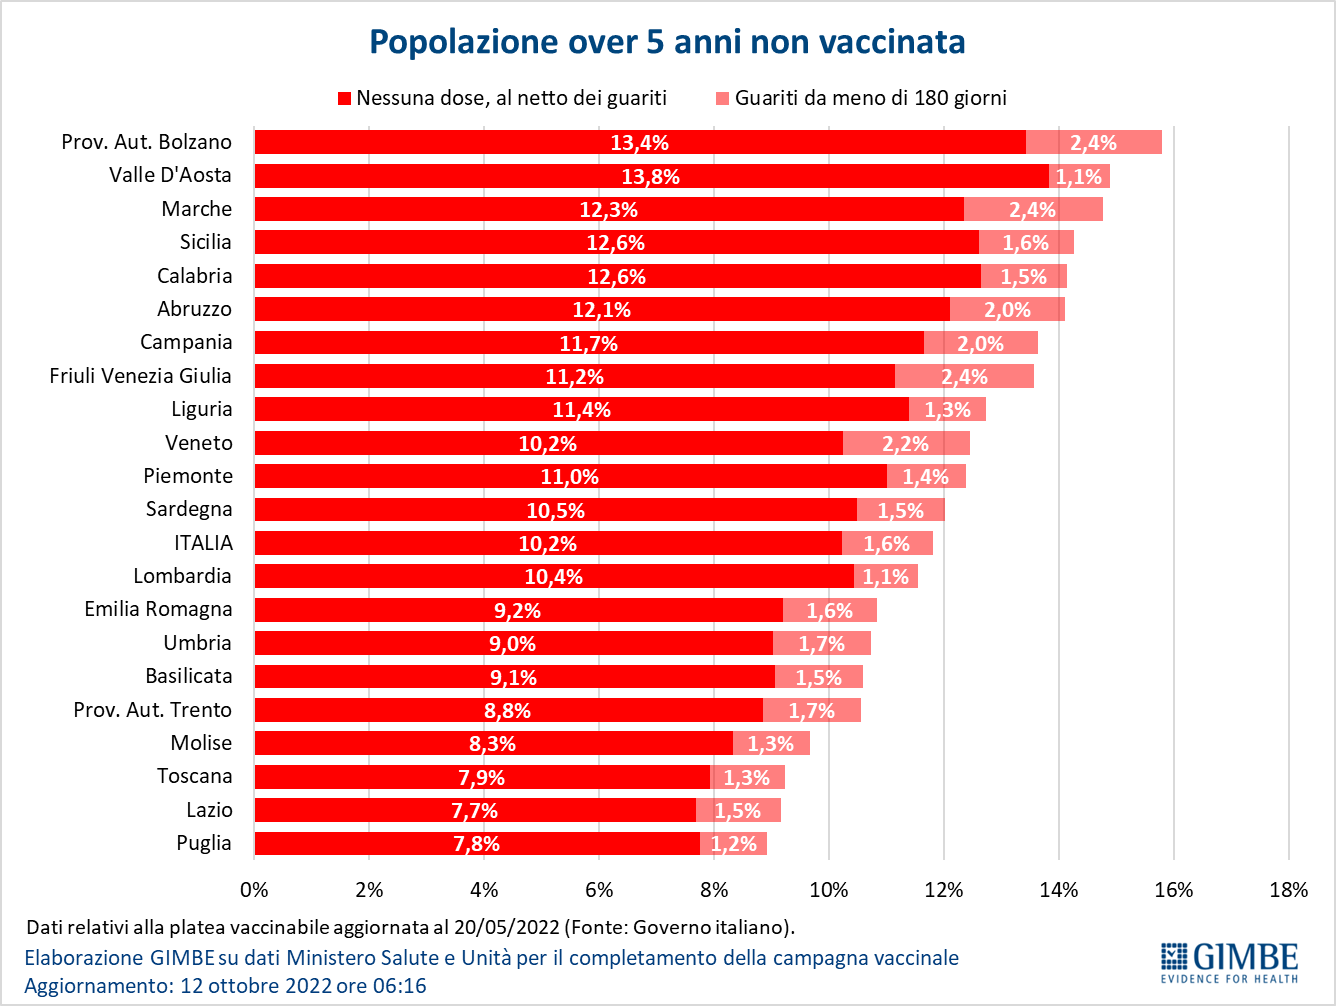 Popolazione over 5 anni non vaccinata
Nessuna dose, al netto dei guariti Guariti da meno di 180 giorni
Prov. Aut. Bolzano 13,4% 2,4%
Valle D'Aosta 13,8% 1,1%
Marche 12,3% 2,4%
Sicilia 12,6% 1,6%
Calabria 12,6% 1,5%
Abruzzo 12,1% 2,0%
Campania 11,7% 2,0%
Friuli Venezia Giulia 11,2% 2,4%
Liguria 11,4% 1,3%
Veneto 10,2% 2,2%
Piemonte 11,0% 1,4%
Sardegna 10,5% 1,5%
ITALIA 10,2% 1,6%
Lombardia 10,4% 1,1%
Emilia Romagna 9,2% 1,6%
Umbria 9,0% 1,7%
Basilicata 9,1% 1,5%
Prov. Aut. Trento 8,8% 1,7%
Molise 8,3% 1,3%
Toscana 7,9% 1,3%
Lazio 7,7% 1,5%
Puglia 7,8% 1,2%
0% 2% 4% 6% 8% 10% 12% 14% 16% 18%
Dati relativi alla platea vaccinabile aggiornata al 20/05/2022 (Fonte: Governo italiano).
Elaborazione GIMBE su dati Ministero Salute e Unità per il completamento della campagna vaccinale
Aggiornamento: 12 ottobre 2022 ore 06:16
GIMBE
EVIDENCE FOR HEALTH